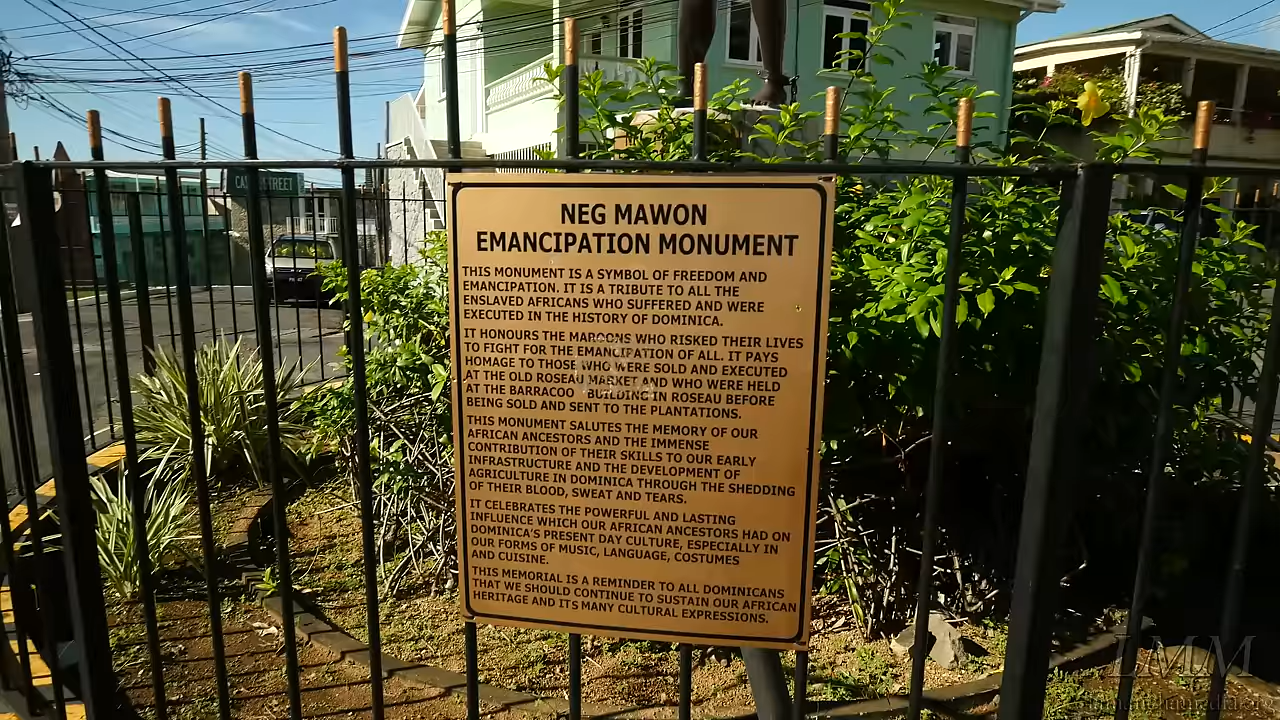 NEG MAWON
EMANCIPATION MONUMENT
THIS MONUMENT IS A SYMBOL OF FREEDOM AND
EMANCIPATION. IT IS A TRIBUTE TO ALL THE
ENSLAVED AFRICANS WHO SUFFERED AND WERE
EXECUTED IN THE HISTORY OF DOMINICA.
IT HONOURS THE MAROONS WHO RISKED THEIR LIVES
TO FIGHT FOR THE EMANCIPATION OF ALL. IT PAYS
HOMAGE TO THOSE WHO WERE SOLD AND EXECUTED
AT THE OLD ROSEAU MARKET AND WHO WERE HELD
AT THE BARRACOO BUILDING IN ROSEAU BEFORE
BEING SOLD AND SENT TO THE PLANTATIONS.
THIS MONUMENT SALUTES THE MEMORY OF OUR
AFRICAN ANCESTORS AND THE IMMENSE
CONTRIBUTION OF THEIR SKILLS TO OUR EARLY
INFRASTRUCTURE AND THE DEVELOPMENT OF
AGRICULTURE IN DOMINICA THROUGH THE SHEDDING
OF THEIR BLOOD, SWEAT AND TEARS.
IT CELEBRATES THE POWERFUL AND LASTING
INFLUENCE WHICH OUR AFRICAN ANCESTORS HAD ON
DOMINICA'S PRESENT DAY CULTURE, ESPECIALLY IN
OUR FORMS OF MUSIC, LANGUAGE, COSTUMES
AND CUISINE.
THIS MEMORIAL IS A REMINDER TO ALL DOMINICANS
THAT WE SHOULD CONTINUE TO SUSTAIN OUR AFRICAN
HERITAGE AND ITS MANY CULTURAL EXPRESSIONS.
STREET
LMM